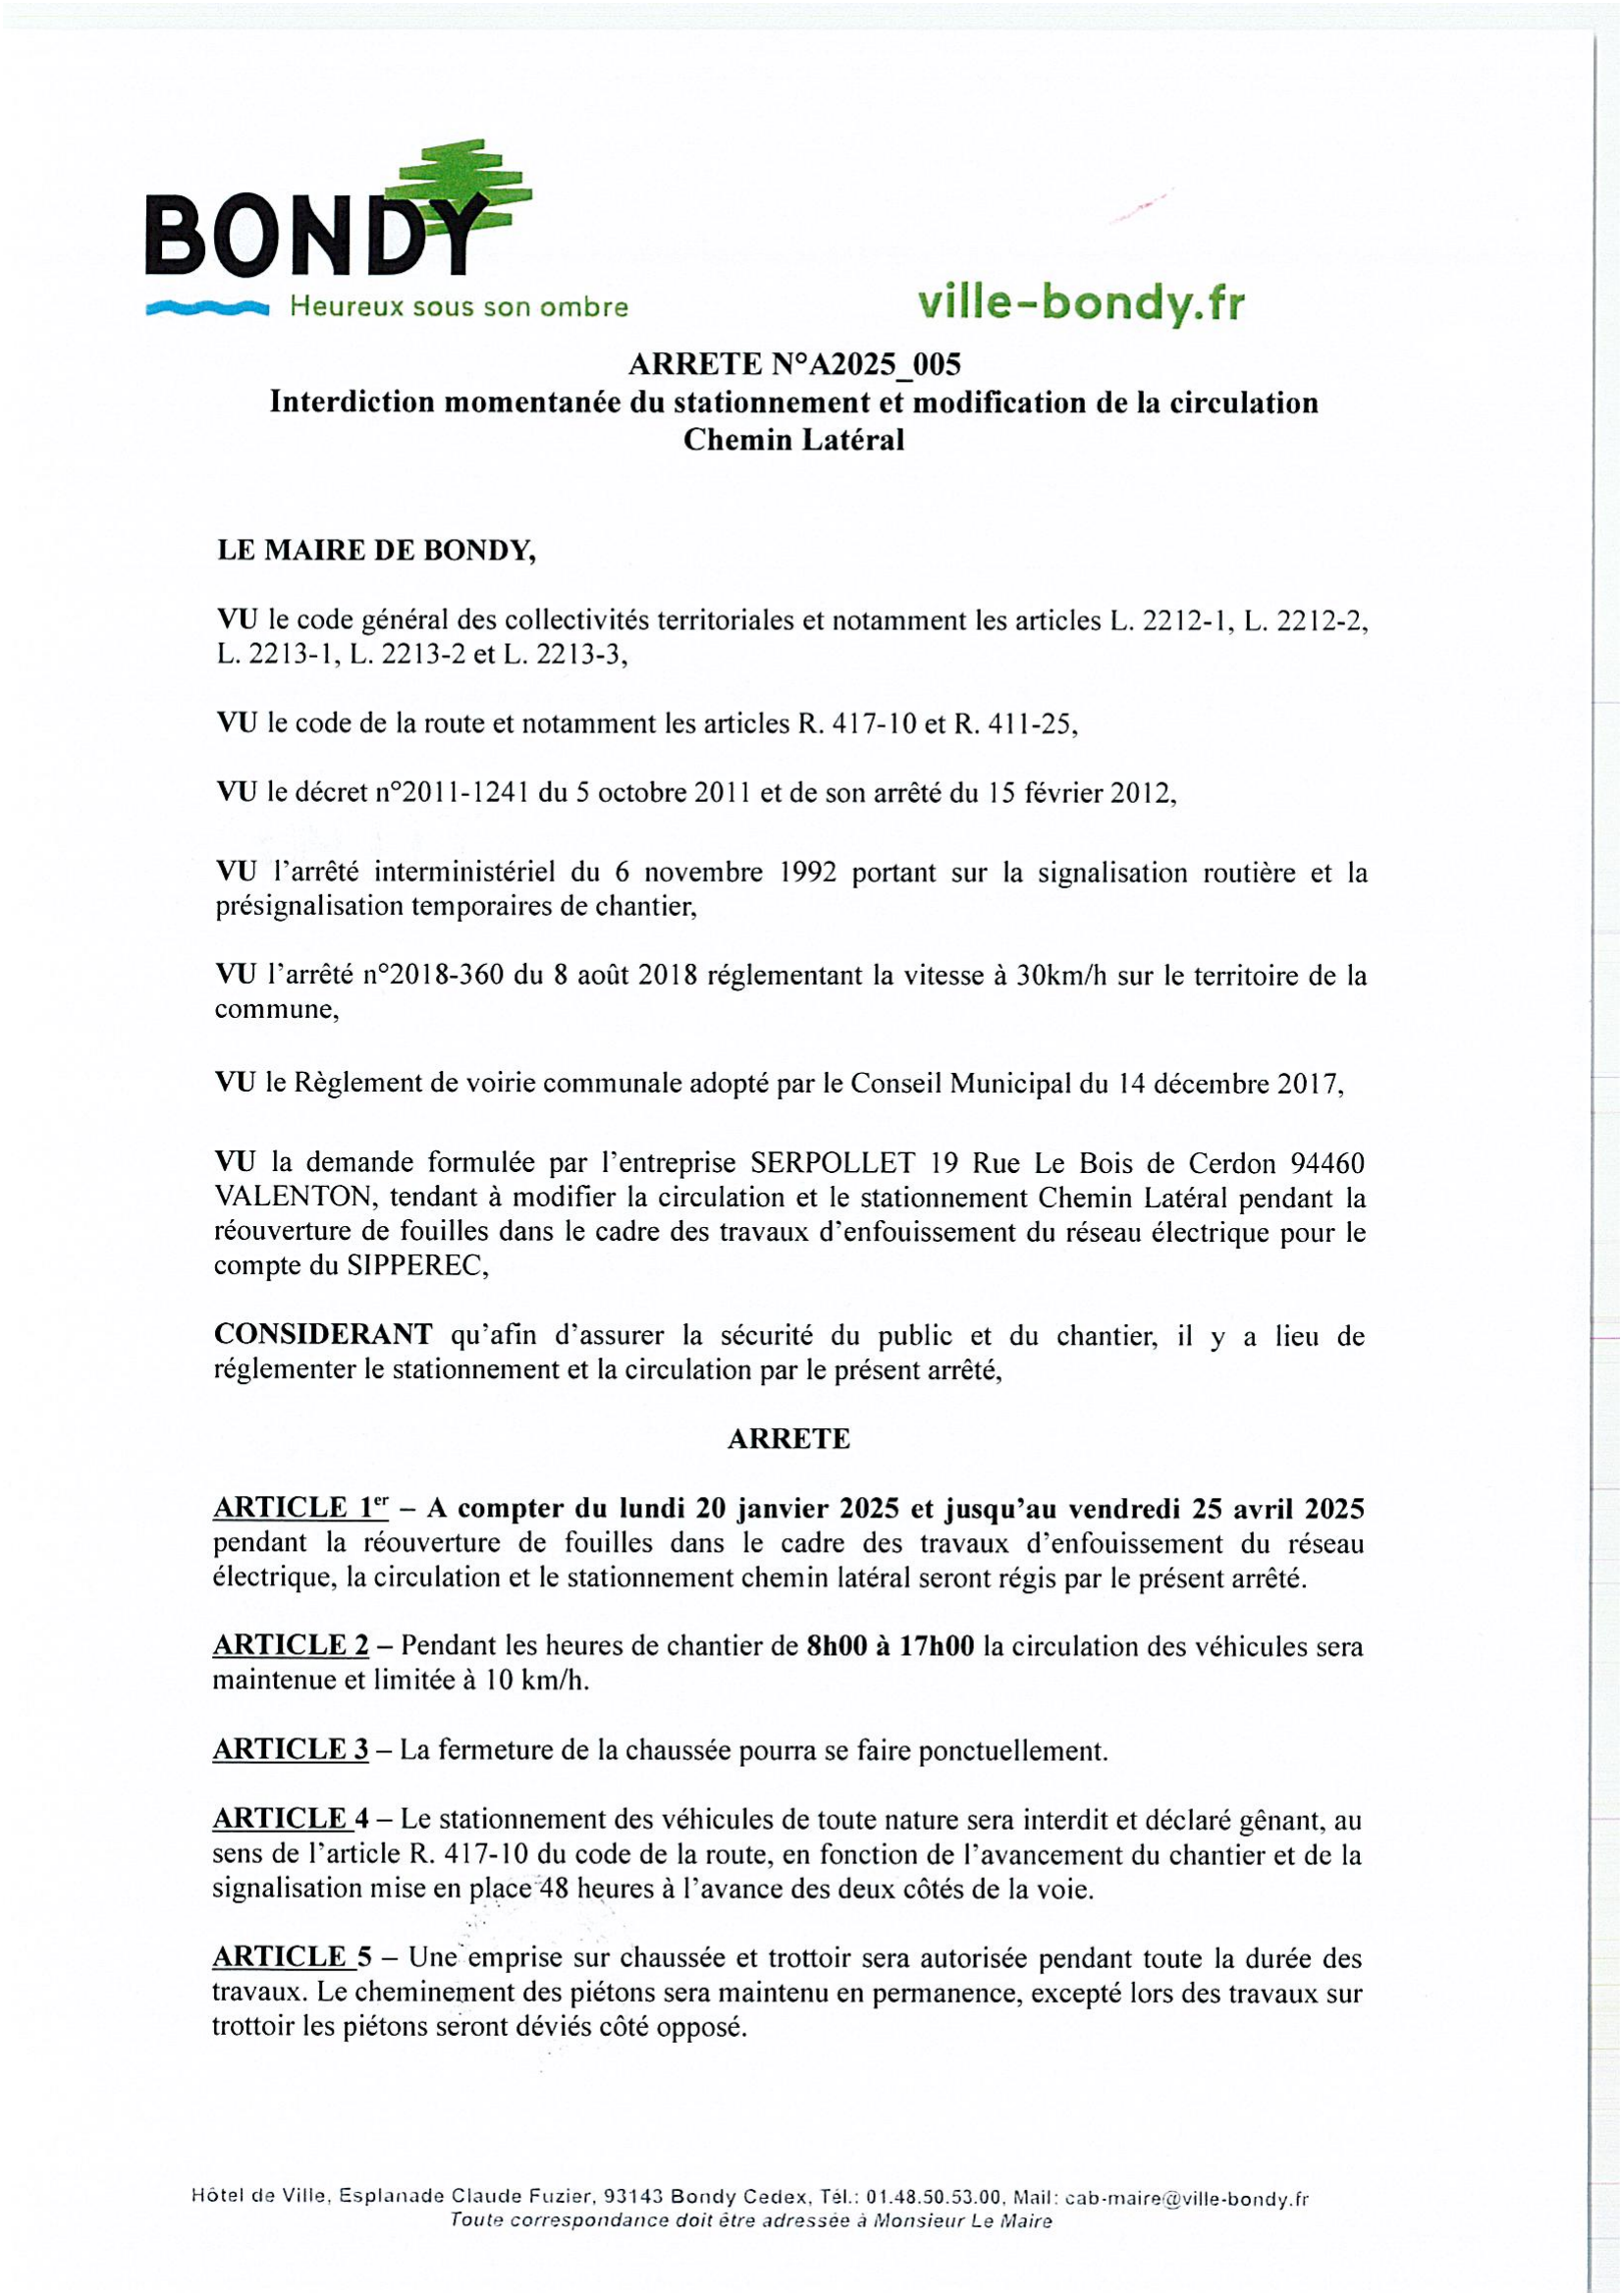 BONDY
Heureux sous son ombre
ville-bondy.fr
ARRETE N°A2025_005
Interdiction momentanée du stationnement et modification de la circulation
Chemin Latéral
LE MAIRE DE BONDY,
VU le code général des collectivités territoriales et notamment les articles L. 2212-1, L. 2212-2,
L. 2213-1, L. 2213-2 et L. 2213-3,
VU le code de la route et notamment les articles R. 417-10 et R. 411-25,
VU le décret n°2011-1241 du 5 octobre 2011 et de son arrêté du 15 février 2012,
VU l'arrêté interministériel du 6 novembre 1992 portant sur la signalisation routière et la
présignalisation temporaires de chantier,
VU l'arrêté n°2018-360 du 8 août 2018 réglementant la vitesse à 30km/h sur le territoire de la
commune,
VU le Règlement de voirie communale adopté par le Conseil Municipal du 14 décembre 2017,
VU la demande formulée par l'entreprise SERPOLLET 19 Rue Le Bois de Cerdon 94460
VALENTON, tendant à modifier la circulation et le stationnement Chemin Latéral pendant la
réouverture de fouilles dans le cadre des travaux d'enfouissement du réseau électrique pour le
compte du SIPPEREC,
CONSIDERANT qu'afin d'assurer la sécurité du public et du chantier, il y a lieu de
réglementer le stationnement et la circulation par le présent arrêté,
ARRETE
ARTICLE 1er – A compter du lundi 20 janvier 2025 et jusqu'au vendredi 25 avril 2025
pendant la réouverture de fouilles dans le cadre des travaux d'enfouissement du réseau
électrique, la circulation et le stationnement chemin latéral seront régis par le présent arrêté.
ARTICLE 2 – Pendant les heures de chantier de 8h00 à 17h00 la circulation des véhicules sera
maintenue et limitée à 10 km/h.
ARTICLE 3 – La fermeture de la chaussée pourra se faire ponctuellement.
ARTICLE 4 – Le stationnement des véhicules de toute nature sera interdit et déclaré gênant, au
sens de l'article R. 417-10 du code de la route, en fonction de l'avancement du chantier et de la
signalisation mise en place 48 heures à l'avance des deux côtés de la voie.
ARTICLE 5 – Une emprise sur chaussée et trottoir sera autorisée pendant toute la durée des
travaux. Le cheminement des piétons sera maintenu en permanence, excepté lors des travaux sur
trottoir les piétons seront déviés côté opposé.
Hôtel de Ville, Esplanade Claude Fuzier, 93143 Bondy Cedex, Tél.: 01.48.50.53.00, Mail: cab-maire@ville-bondy.fr
Toute correspondance doit être adressée à Monsieur Le Maire